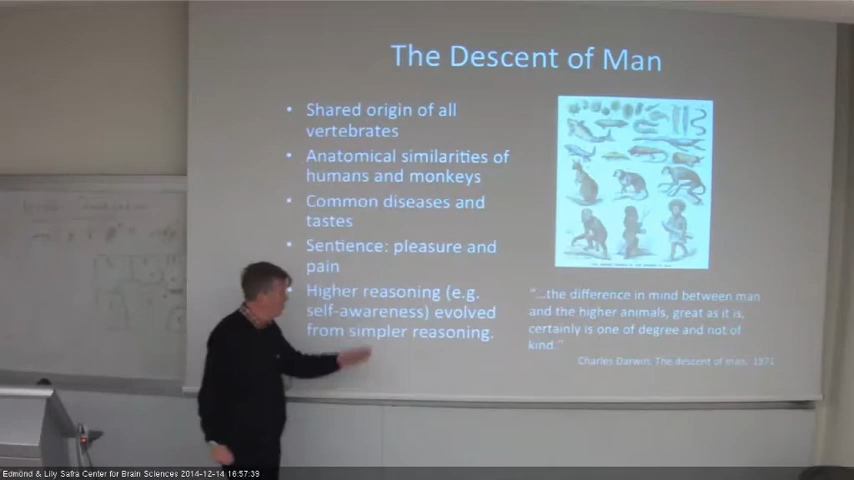 The Descent of Man
• Shared origin of all
vertebrates
• Anatomical similarities of
humans and monkeys
• Common diseases and
tastes
• Sentience: pleasure and
pain
• Higher reasoning (e.g.
self-awareness) evolved
from simpler reasoning.
“...the difference in mind between man
and the higher animals, great as it is,
certainly is one of degree and not of
kind.”
Charles Darwin, The descent of man, 1971
Edmond & Lily Safra Center for Brain Sciences 2014-12-14 16:57:39